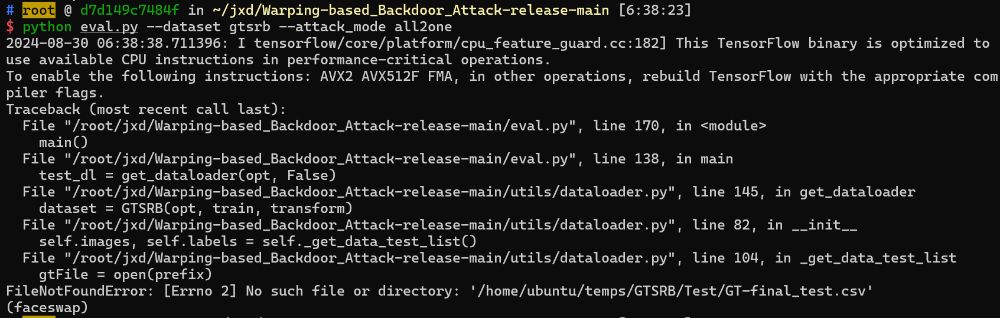 # root @ d7d149c7484f in ~/jxd/Warping-based_Backdoor_Attack-release-main [6:38:23]
$ python eval.py --dataset gtsrb --attack_mode all2one
2024-08-30 06:38:38.711396: I tensorflow/core/platform/cpu_feature_guard.cc:182] This TensorFlow binary is optimized to
use available CPU instructions in performance-critical operations.
To enable the following instructions: AVX2 AVX512F FMA, in other operations, rebuild TensorFlow with the appropriate com
piler flags.
Traceback (most recent call last):
  File "/root/jxd/Warping-based_Backdoor_Attack-release-main/eval.py", line 170, in <module>
    main()
  File "/root/jxd/Warping-based_Backdoor_Attack-release-main/eval.py", line 138, in main
    test_dl = get_dataloader(opt, False)
  File "/root/jxd/Warping-based_Backdoor_Attack-release-main/utils/dataloader.py", line 145, in get_dataloader
    dataset = GTSRB(opt, train, transform)
  File "/root/jxd/Warping-based_Backdoor_Attack-release-main/utils/dataloader.py", line 82, in __init__
    self.images, self.labels = self._get_data_test_list()
  File "/root/jxd/Warping-based_Backdoor_Attack-release-main/utils/dataloader.py", line 104, in _get_data_test_list
    gtFile = open(prefix)
FileNotFoundError: [Errno 2] No such file or directory: '/home/ubuntu/temps/GTSRB/Test/GT-final_test.csv'
(faceswap)